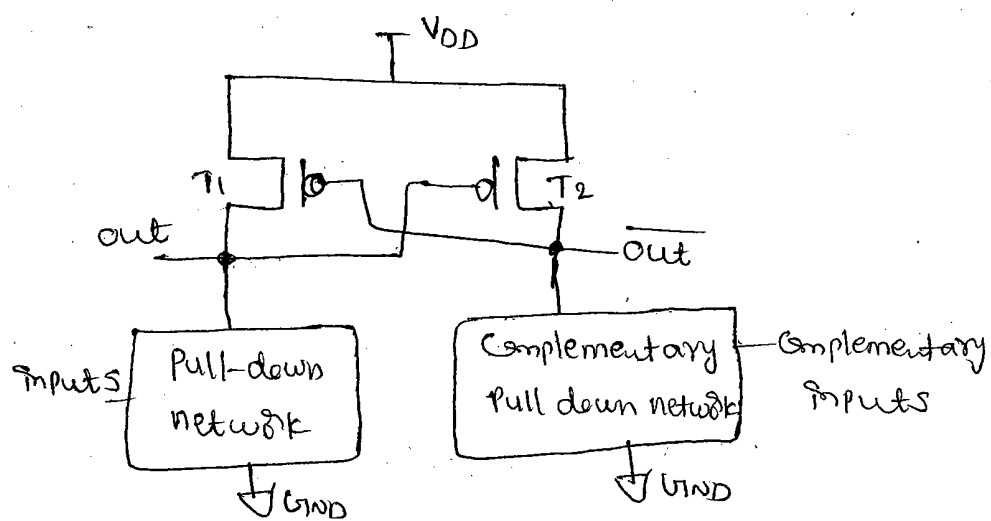 VDD
T1
T2
out
out
inputs
Pull-down
network
Complementary
Pull down network
Complementary
inputs
GND
GND